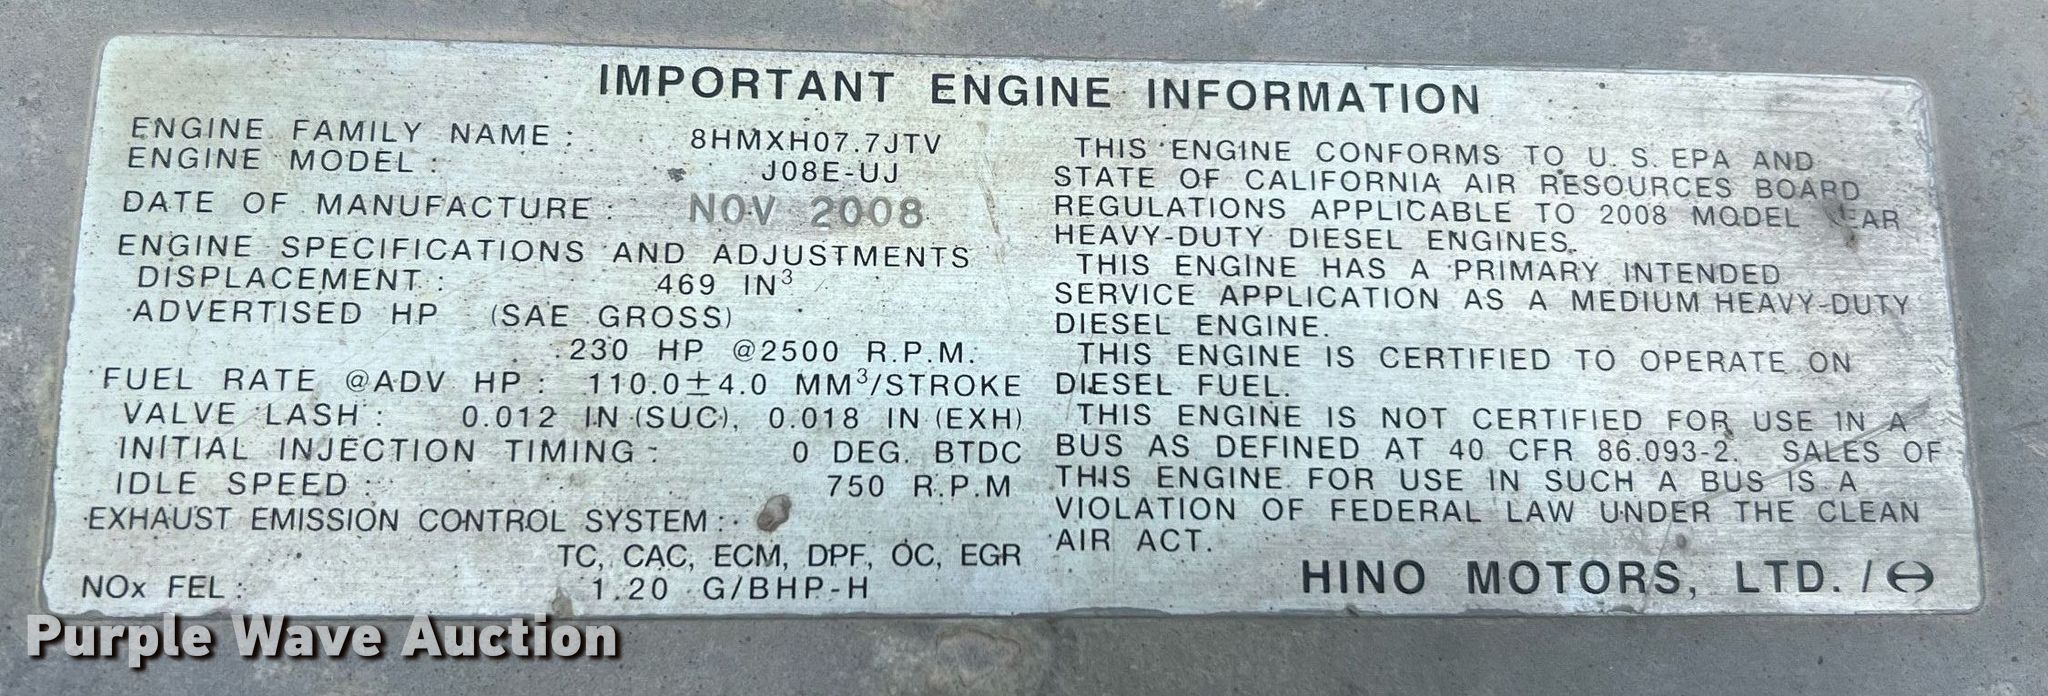 IMPORTANT ENGINE INFORMATION
ENGINE FAMILY NAME : 8HMXH07.7JTV
ENGINE MODEL : J08E-UJ
DATE OF MANUFACTURE : NOV 2008
ENGINE SPECIFICATIONS AND ADJUSTMENTS
DISPLACEMENT : 469 IN³
ADVERTISED HP (SAE GROSS)
230 HP @2500 R.P.M.
FUEL RATE @ADV HP : 110.0±4.0 MM³/STROKE
VALVE LASH : 0.012 IN (SUC), 0.018 IN (EXH)
INITIAL INJECTION TIMING : 0 DEG. BTDC
IDLE SPEED : 750 R.P.M
EXHAUST EMISSION CONTROL SYSTEM :
TC, CAC, ECM, DPF, OC, EGR
NOx FEL : 1.20 G/BHP-H
THIS ENGINE CONFORMS TO U.S. EPA AND
STATE OF CALIFORNIA AIR RESOURCES BOARD
REGULATIONS APPLICABLE TO 2008 MODEL YEAR
HEAVY-DUTY DIESEL ENGINES.
THIS ENGINE HAS A PRIMARY INTENDED
SERVICE APPLICATION AS A MEDIUM HEAVY-DUTY
DIESEL ENGINE.
THIS ENGINE IS CERTIFIED TO OPERATE ON
DIESEL FUEL.
THIS ENGINE IS NOT CERTIFIED FOR USE IN A
BUS AS DEFINED AT 40 CFR 86.093-2. SALES OF
THIS ENGINE FOR USE IN SUCH A BUS IS A
VIOLATION OF FEDERAL LAW UNDER THE CLEAN
AIR ACT.
HINO MOTORS, LTD. /
Purple Wave Auction